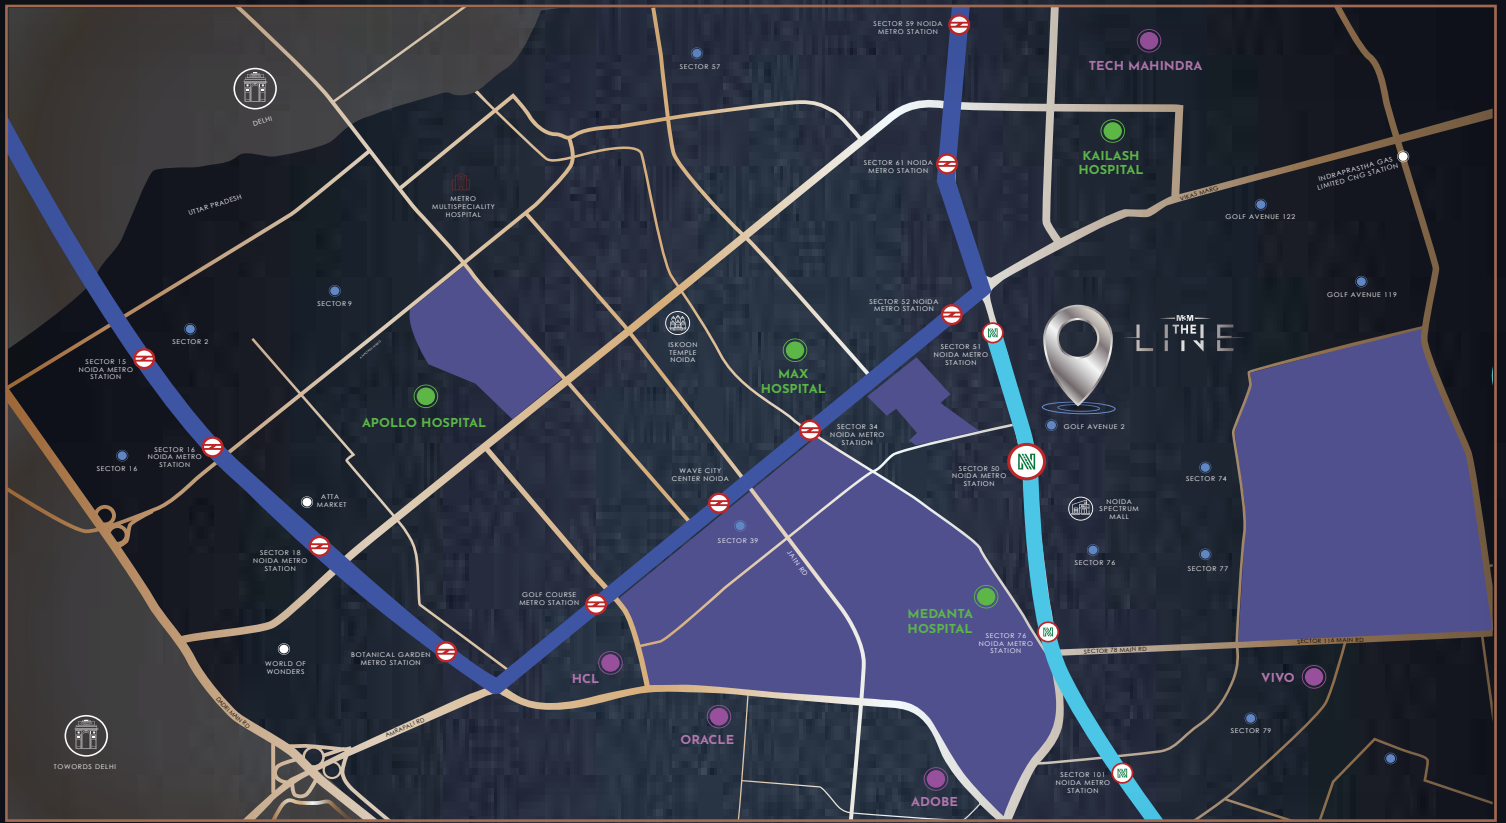 SECTOR 59 NOIDA
METRO STATION
TECH MAHINDRA
SECTOR 57
DELHI
KAILASH
HOSPITAL
SECTOR 61 NOIDA
METRO STATION
INDRAPRASTHA GAS
LIMITED CNG STATION
VIKAS MARG
METRO
MULTISPECIALITY
HOSPITAL
UTTAR PRADESH
GOLF AVENUE 122
SECTOR 9
GOLF AVENUE 119
SECTOR 52 NOIDA
METRO STATION
M3M
THE
LINE
SECTOR 2
ISKOON
TEMPLE
NOIDA
SECTOR 51
NOIDA METRO
STATION
SECTOR 15
NOIDA METRO
STATION
MAX
HOSPITAL
APOLLO HOSPITAL
GOLF AVENUE 2
SECTOR 34
NOIDA METRO
STATION
SECTOR 16
NOIDA METRO
STATION
SECTOR 16
WAVE CITY
CENTER NOIDA
SECTOR 50
NOIDA METRO
STATION
SECTOR 74
ATTA
MARKET
NOIDA
SPECTRUM
MALL
SECTOR 39
JAIN RD
SECTOR 18
NOIDA METRO
STATION
SECTOR 76
SECTOR 77
GOLF COURSE
METRO STATION
MEDANTA
HOSPITAL
SECTOR 76
NOIDA METRO
STATION
SECTOR 116 MAIN RD
SECTOR 78 MAIN RD
BOTANICAL GARDEN
METRO STATION
WORLD OF
WONDERS
HCL
VIVO
DADRI MAIN RD
AMRAPALI RD
ORACLE
SECTOR 79
TOWORDS DELHI
SECTOR 101
NOIDA METRO
STATION
ADOBE